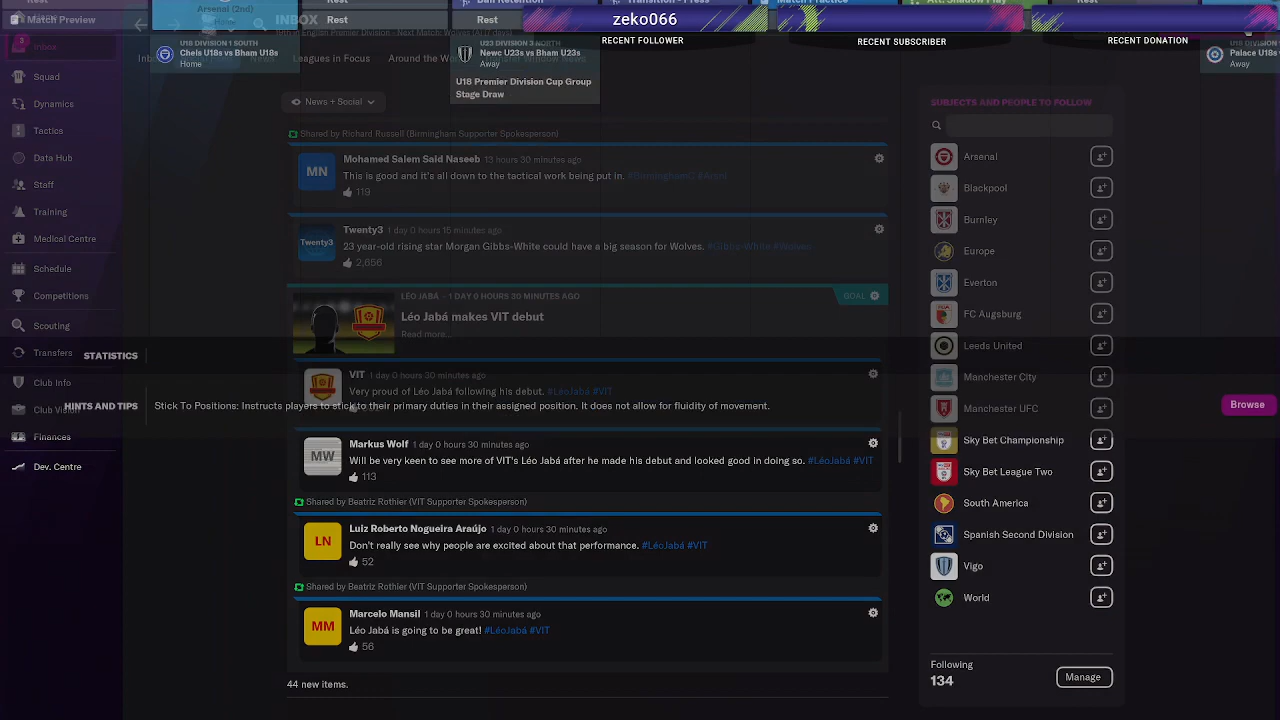 Arsenal (2nd)
Home
Rest
Rest
zeko066
INBOX
RECENT FOLLOWER
RECENT SUBSCRIBER
RECENT DONATION
U18 DIVISION 1 SOUTH
Chels U18s vs Bham U18s
Home
U23 DIVISION 3 NORTH
Newc U23s vs Bham U23s
Away
Palace U18s
Away
U18 Premier Division Cup Group
Stage Draw
Leagues in Focus
Around the
Inbox
Squad
Dynamics
Tactics
Data Hub
Staff
Training
Medical Centre
Schedule
Competitions
Scouting
Transfers
Club Info
Finances
Dev. Centre
News + Social
Shared by Richard Russell (Birmingham Supporter Spokesperson)
MN
Mohamed Salem Said Naseeb 13 hours 30 minutes ago
This is good and it's all down to the tactical work being put in.
119
Twenty3
Twenty3 1 day 0 hours 15 minutes ago
23 year-old rising star Morgan Gibbs-White could have a big season for Wolves. #Gibbs-White #Wolves
2,656
LÉO JABÁ - 1 DAY 0 HOURS 30 MINUTES AGO
GOAL
Léo Jabá makes VIT debut
Read more...
STATISTICS
VIT 1 day 0 hours 30 minutes ago
Very proud of Léo Jabá following his debut. #LéoJabá #VIT
HINTS AND TIPS
Stick To Positions: Instructs players to stick to their primary duties in their assigned position. It does not allow for fluidity of movement.
Browse
MW
Markus Wolf 1 day 0 hours 30 minutes ago
Will be very keen to see more of VIT's Léo Jabá after he made his debut and looked good in doing so. #LéoJabá #VIT
113
Shared by Beatriz Rothier (VIT Supporter Spokesperson)
LN
Luiz Roberto Nogueira Araújo 1 day 0 hours 30 minutes ago
Don't really see why people are excited about that performance. #LéoJabá #VIT
52
Shared by Beatriz Rothier (VIT Supporter Spokesperson)
MM
Marcelo Mansil 1 day 0 hours 30 minutes ago
Léo Jabá is going to be great! #LéoJabá #VIT
56
44 new items.
SUBJECTS AND PEOPLE TO FOLLOW
Arsenal
Blackpool
Burnley
Europe
Everton
FC Augsburg
Leeds United
Manchester City
Manchester UFC
Sky Bet Championship
Sky Bet League Two
South America
Spanish Second Division
Vigo
World
Following
134
Manage